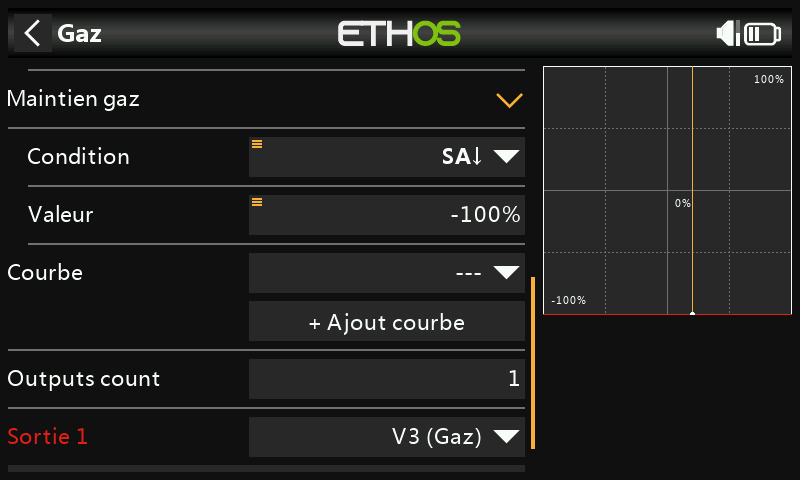 Gaz
ETHOS
Maintien gaz
Condition
SA↓
Valeur
-100%
Courbe
---
+ Ajout courbe
Outputs count
1
Sortie 1
V3 (Gaz)
100%
0%
-100%